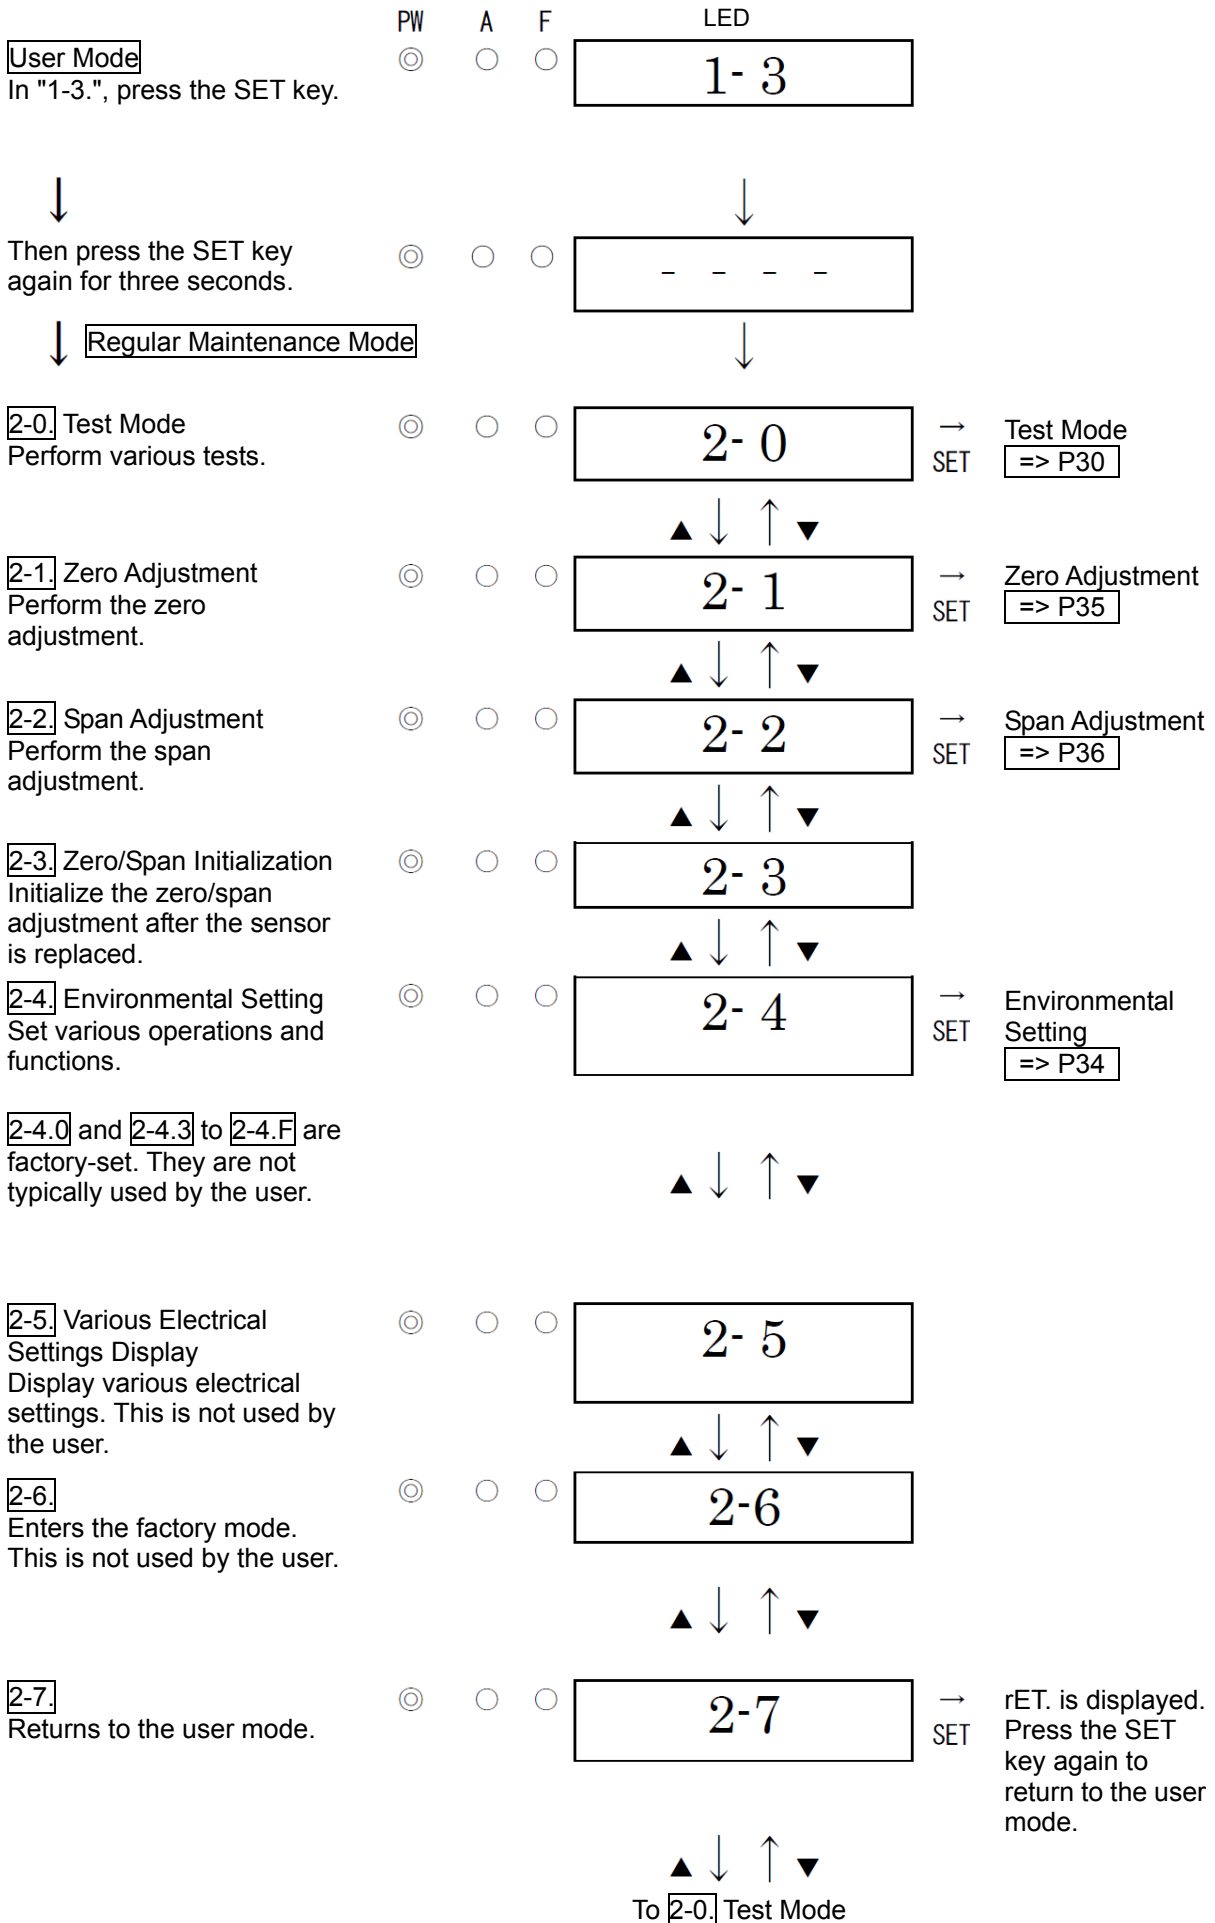 PW A F LED
User Mode
In "1-3.", press the SET key.
◎ ○ ○ 1- 3
↓ ↓
Then press the SET key
again for three seconds.
◎ ○ ○ - - - -
↓ Regular Maintenance Mode ↓
2-0. Test Mode
Perform various tests.
◎ ○ ○ 2- 0
→
SET
Test Mode
=> P30
▲ ↓ ↑ ▼
2-1. Zero Adjustment
Perform the zero
adjustment.
◎ ○ ○ 2- 1
→
SET
Zero Adjustment
=> P35
▲ ↓ ↑ ▼
2-2. Span Adjustment
Perform the span
adjustment.
◎ ○ ○ 2- 2
→
SET
Span Adjustment
=> P36
▲ ↓ ↑ ▼
2-3. Zero/Span Initialization
Initialize the zero/span
adjustment after the sensor
is replaced.
◎ ○ ○ 2- 3
▲ ↓ ↑ ▼
2-4. Environmental Setting
Set various operations and
functions.
◎ ○ ○ 2- 4
→
SET
Environmental
Setting
=> P34
2-4.0 and 2-4.3 to 2-4.F are
factory-set. They are not
typically used by the user.
▲ ↓ ↑ ▼
2-5. Various Electrical
Settings Display
Display various electrical
settings. This is not used by
the user.
◎ ○ ○ 2- 5
▲ ↓ ↑ ▼
2-6.
Enters the factory mode.
This is not used by the user.
◎ ○ ○ 2-6
▲ ↓ ↑ ▼
2-7.
Returns to the user mode.
◎ ○ ○ 2-7
→
SET
rET. is displayed.
Press the SET
key again to
return to the user
mode.
▲ ↓ ↑ ▼
To 2-0. Test Mode